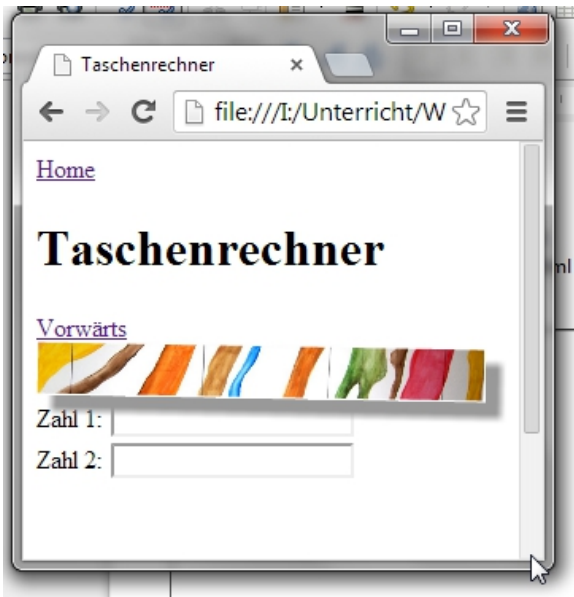 Taschenrechner
file:///I:/Unterricht/W
Home
Taschenrechner
Vorwärts
Zahl 1:
Zahl 2: